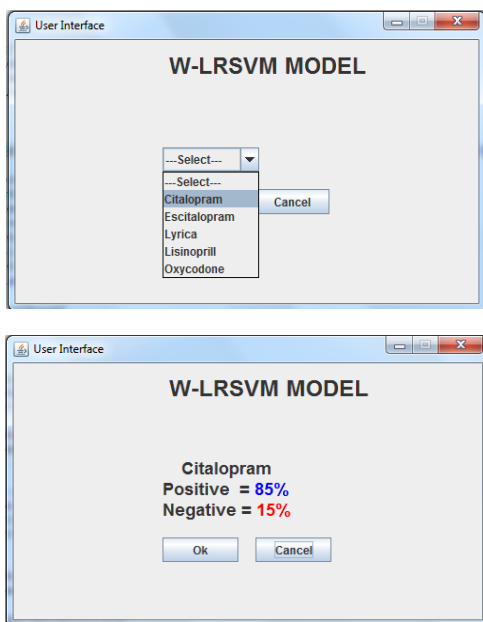 User Interface
W-LRSVM MODEL
---Select---
---Select---
Citalopram
Escitalopram
Lyrica
Lisinoprill
Oxycodone
Cancel
User Interface
W-LRSVM MODEL
Citalopram
Positive = 85%
Negative = 15%
Ok Cancel